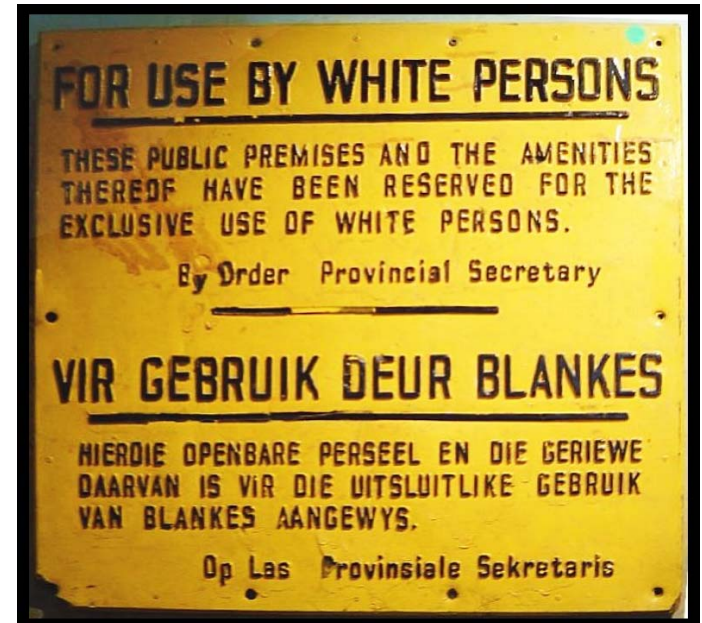 FOR USE BY WHITE PERSONS
THESE PUBLIC PREMISES AND THE AMENITIES
THEREOF HAVE BEEN RESERVED FOR THE
EXCLUSIVE USE OF WHITE PERSONS.
By Order Provincial Secretary
VIR GEBRUIK DEUR BLANKES
HIERDIE OPENBARE PERSEEL EN DIE GERIEWE
DAARVAN IS VIR DIE UITSLUITLIKE GEBRUIK
VAN BLANKES AANGEWYS.
Op Las Provinsiale Sekretaris